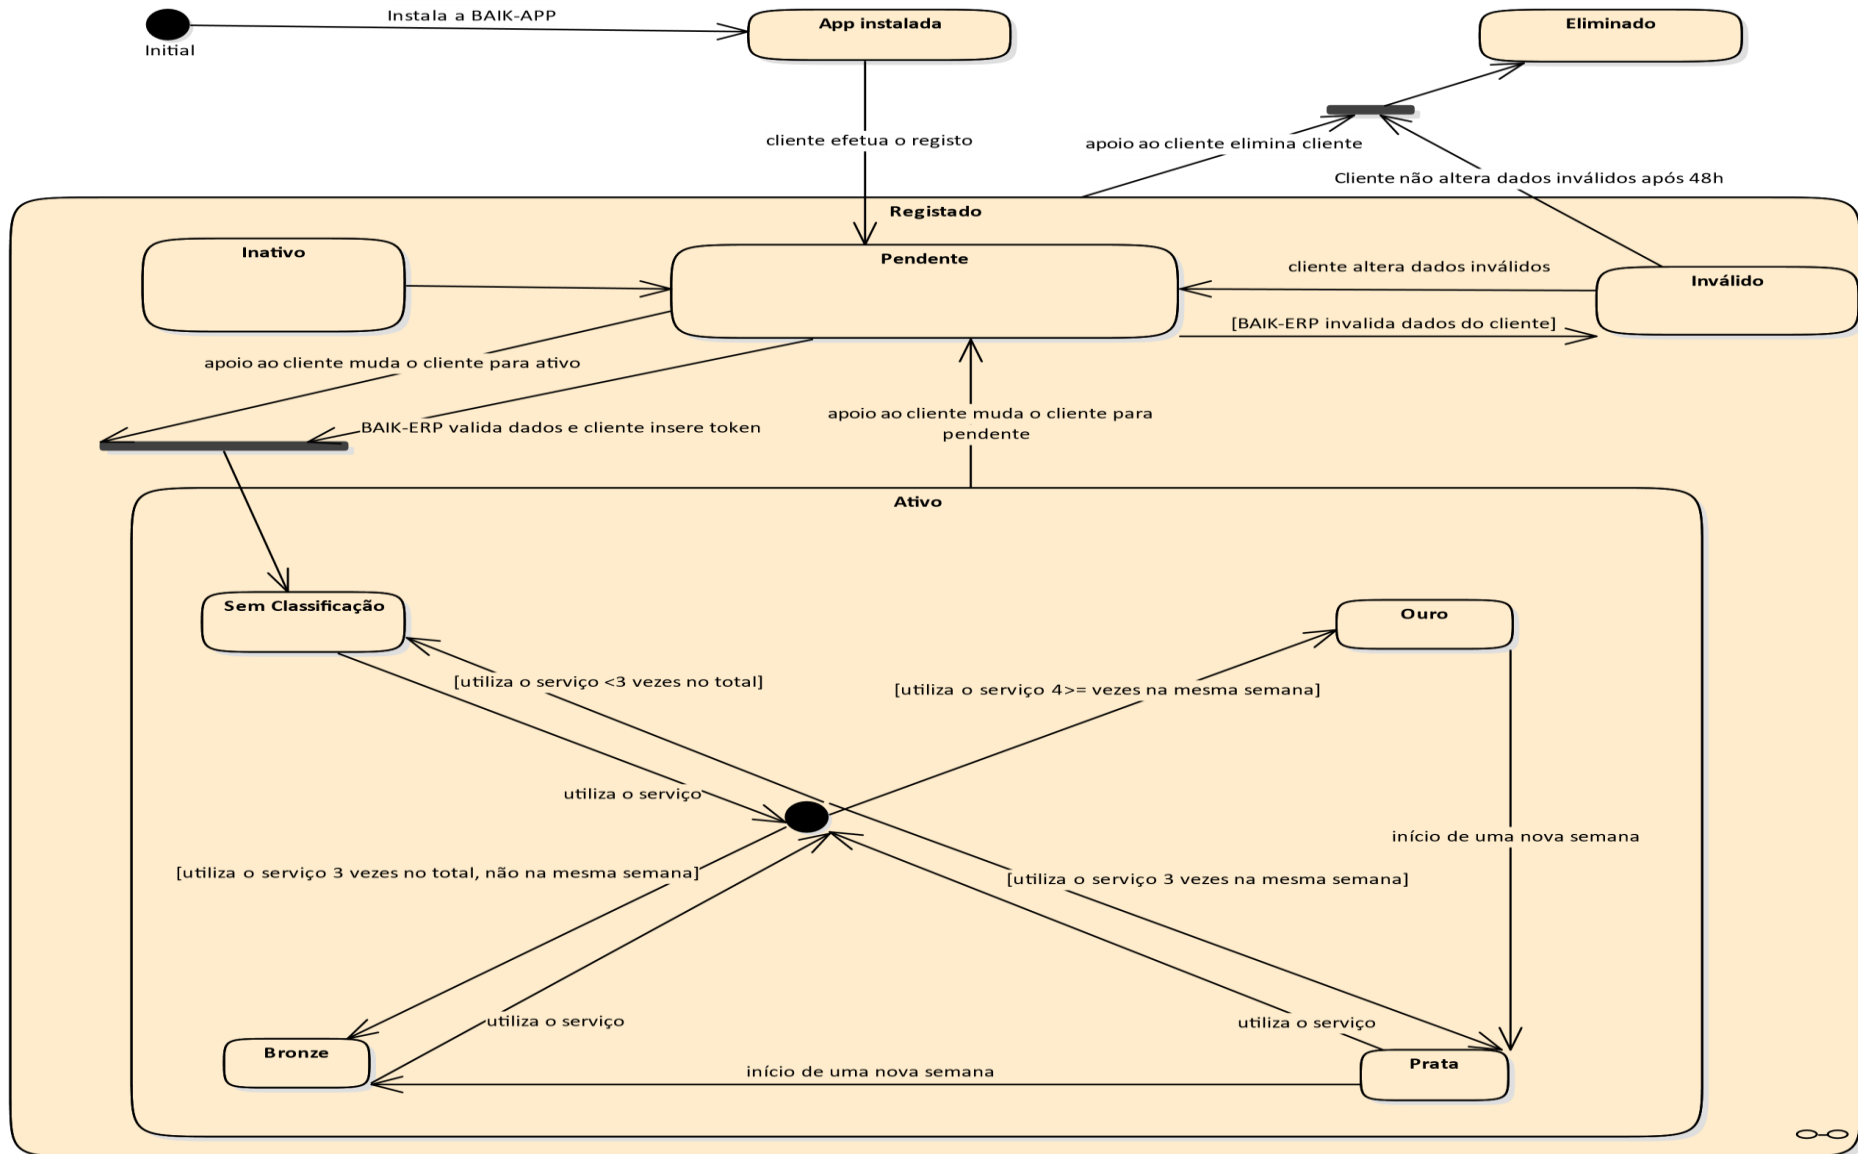 Instala a BAIK-APP
App instalada
Eliminado
Initial
cliente efetua o registo
apoio ao cliente elimina cliente
Cliente não altera dados inválidos após 48h
Registado
Inativo
Pendente
cliente altera dados inválidos
Inválido
[BAIK-ERP invalida dados do cliente]
apoio ao cliente muda o cliente para ativo
apoio ao cliente muda o cliente para
pendente
BAIK-ERP valida dados e cliente insere token
Ativo
Sem Classificação
Ouro
[utiliza o serviço <3 vezes no total]
[utiliza o serviço 4>= vezes na mesma semana]
utiliza o serviço
início de uma nova semana
[utiliza o serviço 3 vezes no total, não na mesma semana]
[utiliza o serviço 3 vezes na mesma semana]
utiliza o serviço
utiliza o serviço
Bronze
início de uma nova semana
Prata